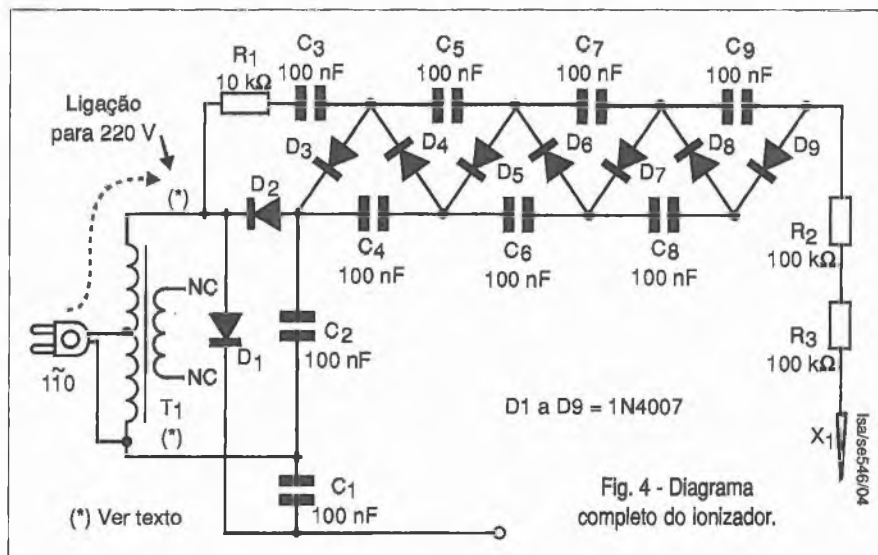 C3
100 nF
C5
100 nF
C7
100 nF
C9
100 nF
R1
10 kΩ
Ligação
para 220 V
(*)
D2
D3
D4
D5
D6
D7
D8
D9
C4
100 nF
C6
100 nF
C8
100 nF
R2
100 kΩ
R3
100 kΩ
NC
NC
D1
C2
100 nF
110
~
T1
(*)
D1 a D9 = 1N4007
X1
C1
100 nF
(*) Ver texto
Fig. 4 - Diagrama
completo do ionizador.
lsa/se546/04